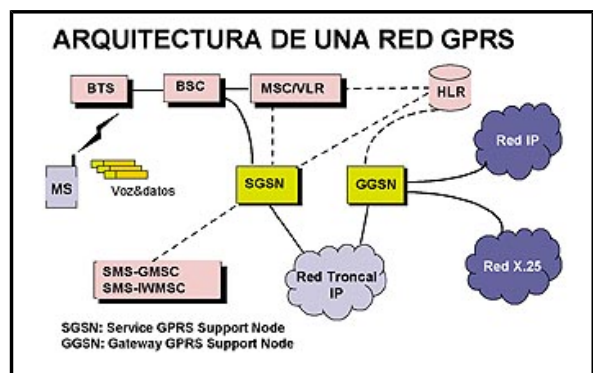 ARQUITECTURA DE UNA RED GPRS
BTS
BSC
MSC/VLR
HLR
Red IP
MS
Voz&datos
SGSN
GGSN
SMS-GMSC
SMS-IWMSC
Red Troncal
IP
Red X.25
SGSN: Service GPRS Support Node
GGSN: Gateway GPRS Support Node